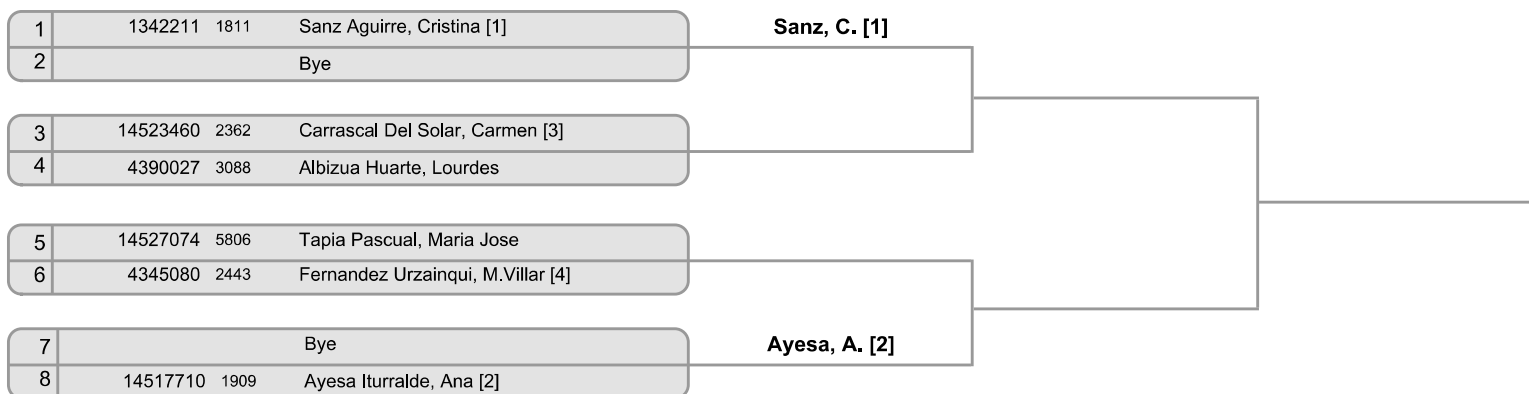 1 1342211 1811 Sanz Aguirre, Cristina [1] Sanz, C. [1]
2 Bye
3 14523460 2362 Carrascal Del Solar, Carmen [3]
4 4390027 3088 Albizua Huarte, Lourdes
5 14527074 5806 Tapia Pascual, Maria Jose
6 4345080 2443 Fernandez Urzainqui, M.Villar [4]
7 Bye Ayesa, A. [2]
8 14517710 1909 Ayesa Iturralde, Ana [2]